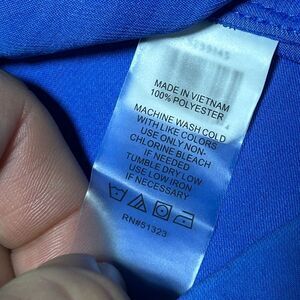 MADE IN VIETNAM
100% POLYESTER
MACHINE WASH COLD
WITH LIKE COLORS
USE ONLY NON-
CHLORINE BLEACH
IF NEEDED
TUMBLE DRY LOW
USE LOW IRON
IF NECESSARY
RN#51323